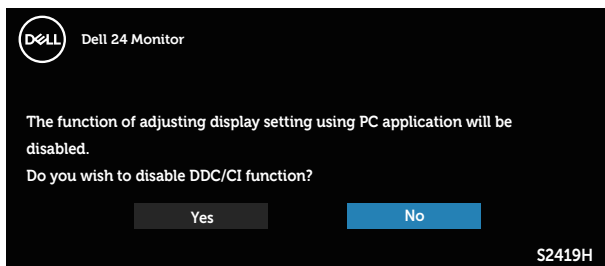 DELL
Dell 24 Monitor
The function of adjusting display setting using PC application will be
disabled.
Do you wish to disable DDC/CI function?
Yes No
S2419H